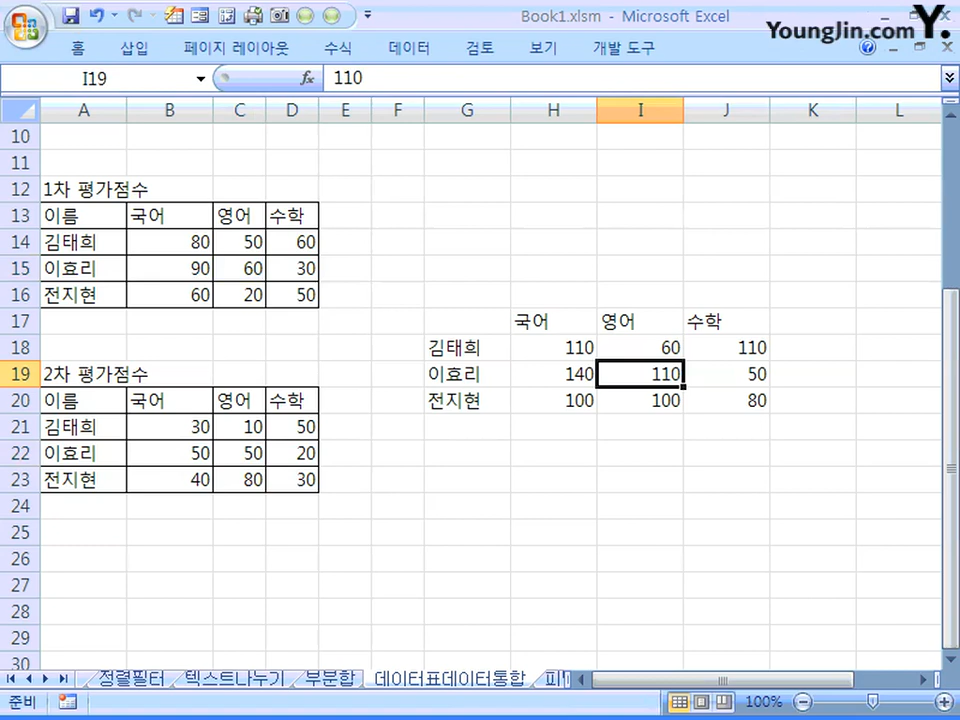 Book1.xlsm - Microsoft Excel
YoungJin.com Y.
홈 삽입 페이지 레이아웃 수식 데이터 검토 보기 개발 도구
I19 fx 110
A B C D E F G H I J K L
10
11
12 1차 평가점수
13 이름 국어 영어 수학
14 김태희 80 50 60
15 이효리 90 60 30
16 전지현 60 20 50
17 국어 영어 수학
18 김태희 110 60 110
19 2차 평가점수 이효리 140 110 50
20 이름 국어 영어 수학 전지현 100 100 80
21 김태희 30 10 50
22 이효리 50 50 20
23 전지현 40 80 30
24
25
26
27
28
29
30
정렬필터 텍스트나누기 부분합 데이터표데이터통합 피
준비 100%